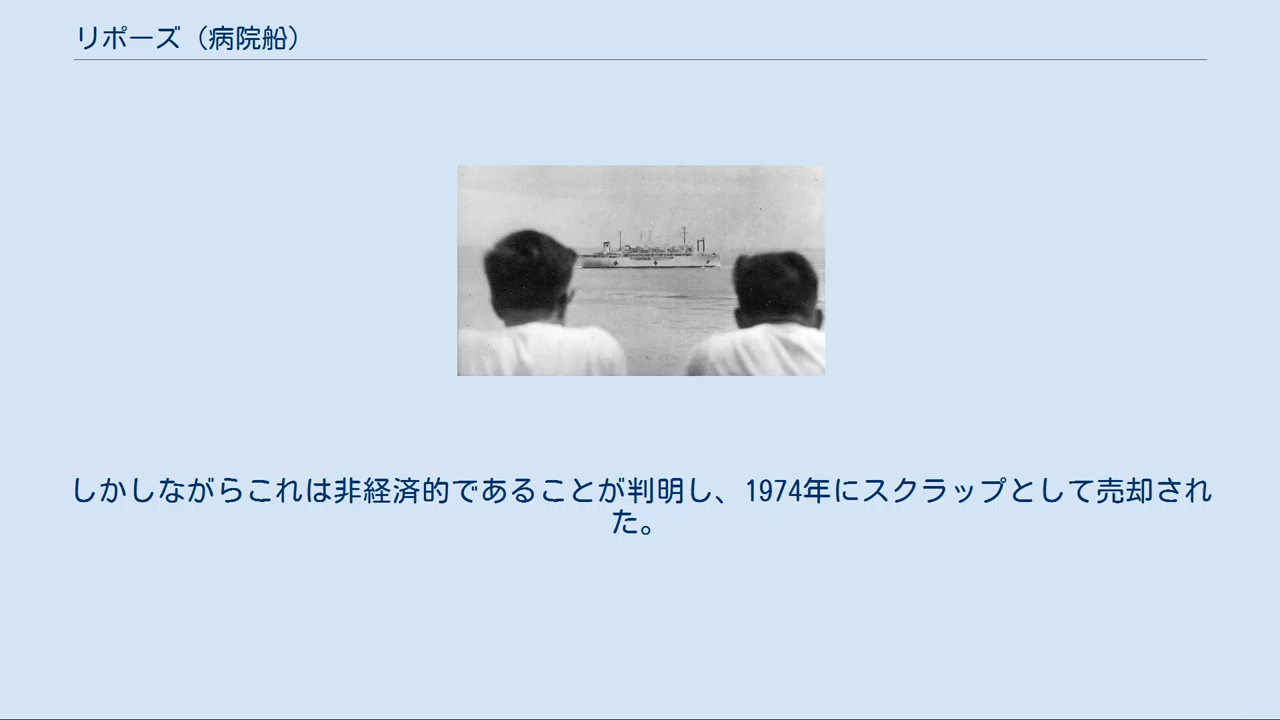 リポーズ（病院船）
しかしながらこれは非経済的であることが判明し、1974年にスクラップとして売却され
た。